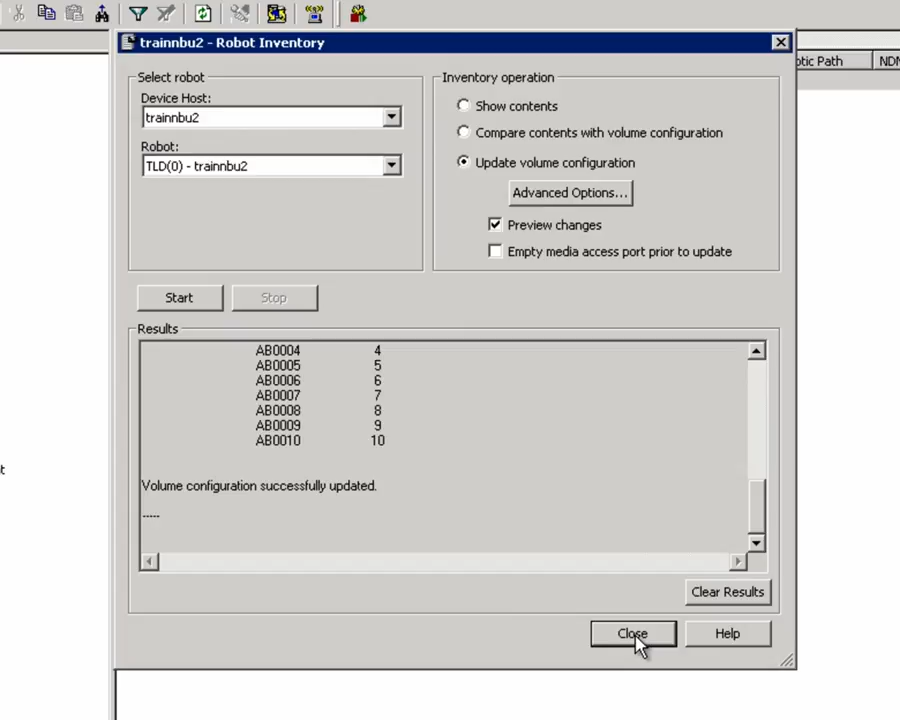 trainnbu2 - Robot Inventory
ptic Path
NDM
Select robot
Device Host:
trainnbu2
Robot:
TLD(0) - trainnbu2
Inventory operation
Show contents
Compare contents with volume configuration
Update volume configuration
Advanced Options...
Preview changes
Empty media access port prior to update
Start
Stop
Results
AB0004 4
AB0005 5
AB0006 6
AB0007 7
AB0008 8
AB0009 9
AB0010 10
t
Volume configuration successfully updated.
-----
Clear Results
Close
Help